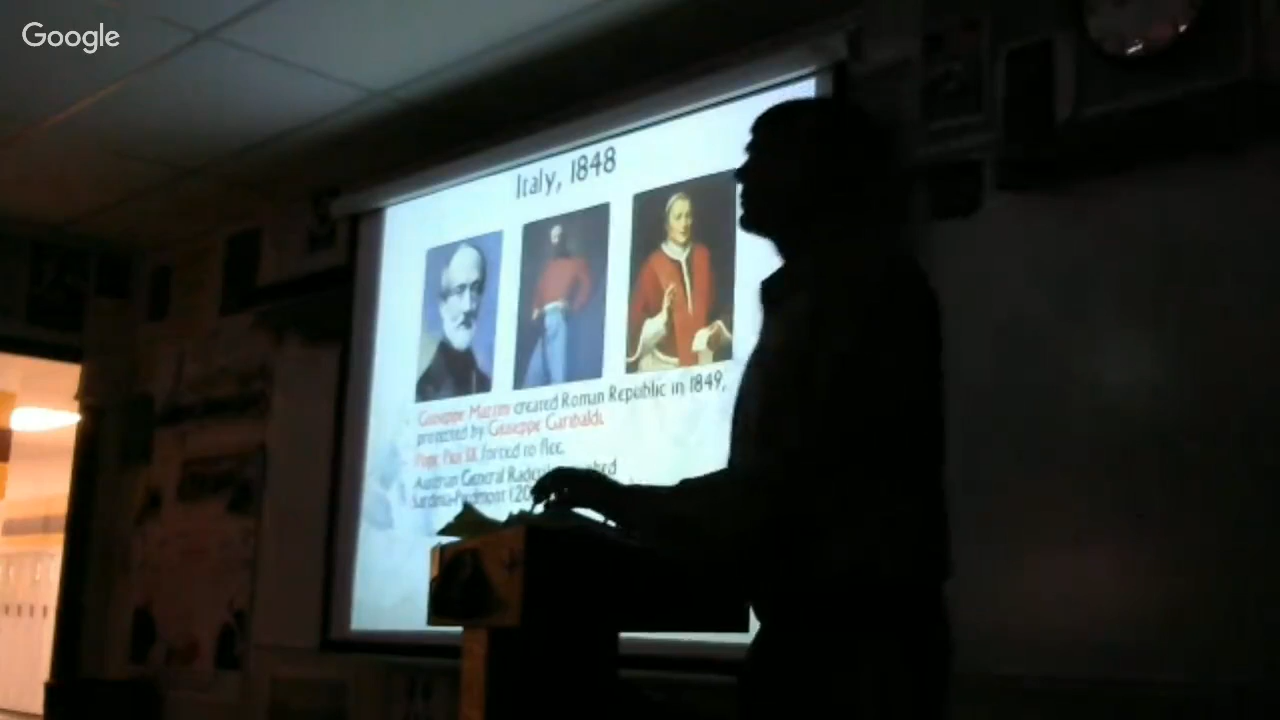 Google
Italy, 1848
Giuseppe Mazzini created Roman Republic in 1849,
protected by Giuseppe Garibaldi.
Pope Pius IX forced to flee.
Austrian General
Sardinia-Piedmont (20